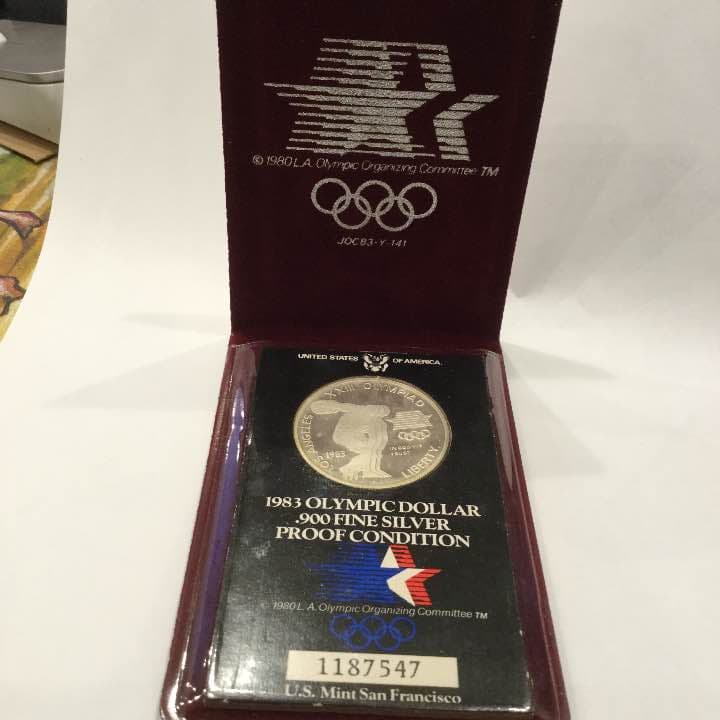 © 1980 L.A. Olympic Organizing Committee TM
JOC83-Y-141
UNITED STATES OF AMERICA
LOS ANGELES XXIII OLYMPIAD
1983
IN GOD WE
TRUST
LIBERTY
1983 OLYMPIC DOLLAR
.900 FINE SILVER
PROOF CONDITION
© 1980 L.A. Olympic Organizing Committee TM
1187547
U.S. Mint San Francisco